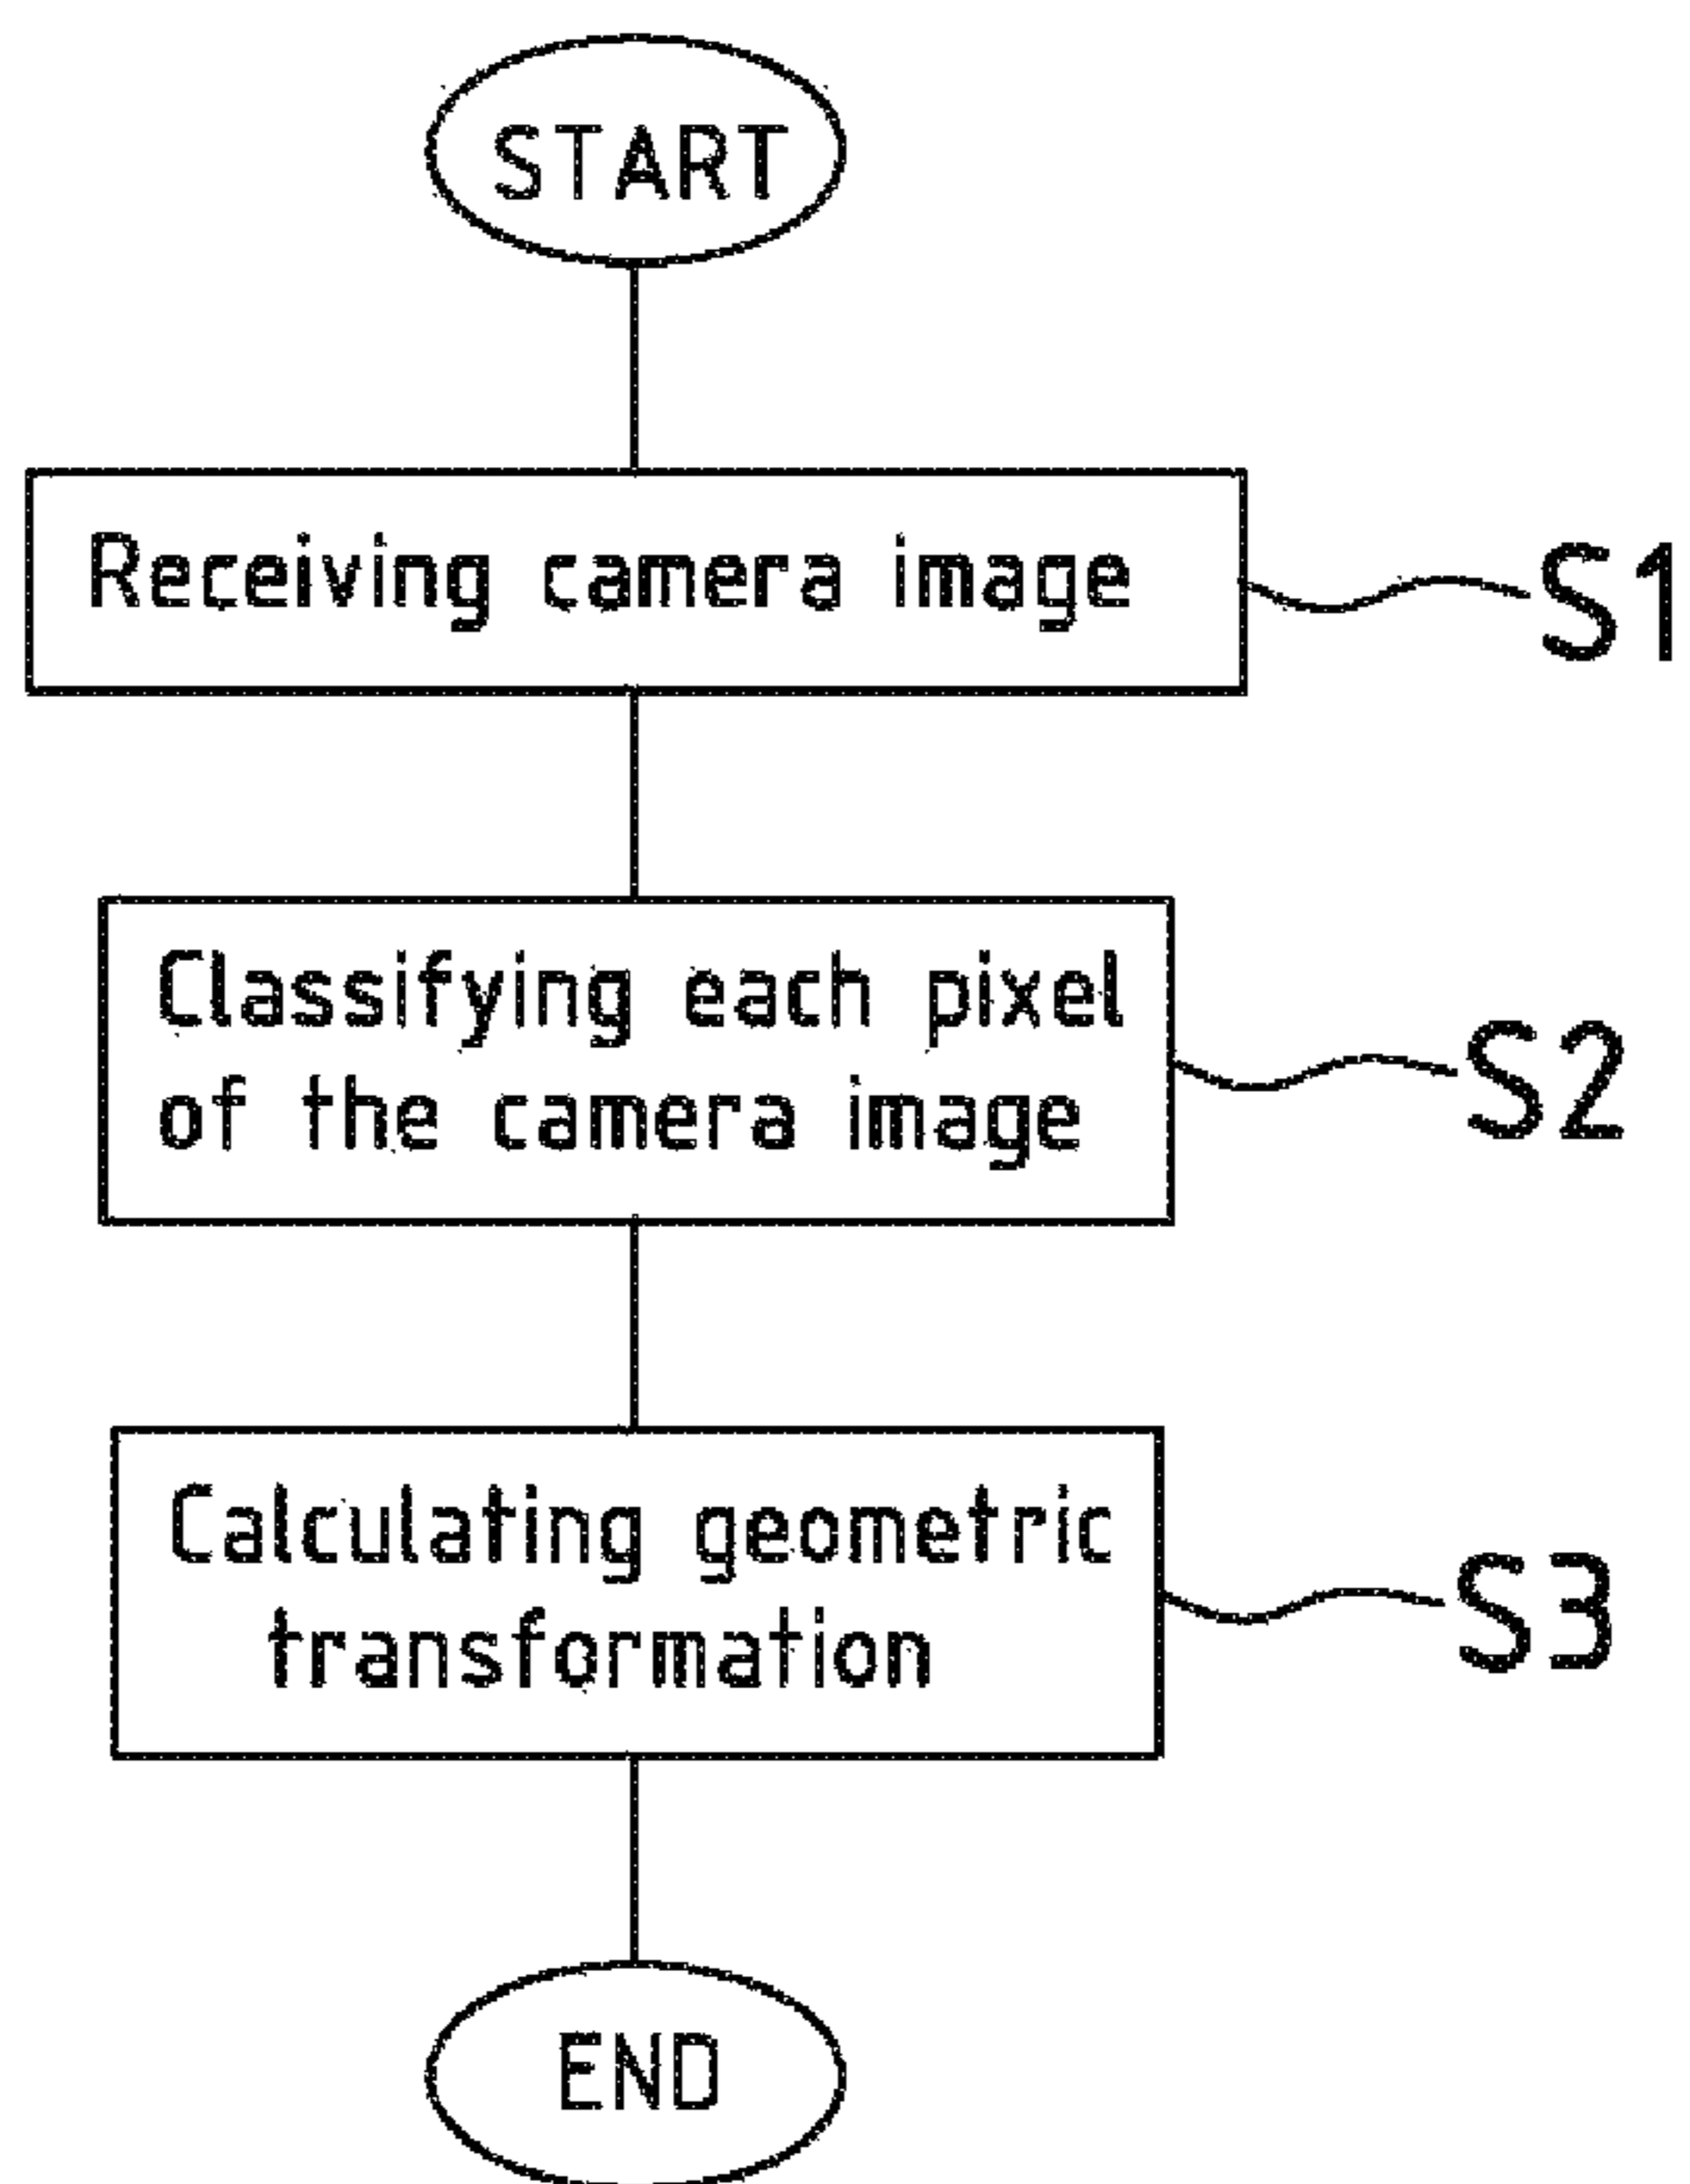 START
Receiving camera image
S1
Classifying each pixel
of the camera image
S2
Calculating geometric
transformation
S3
END